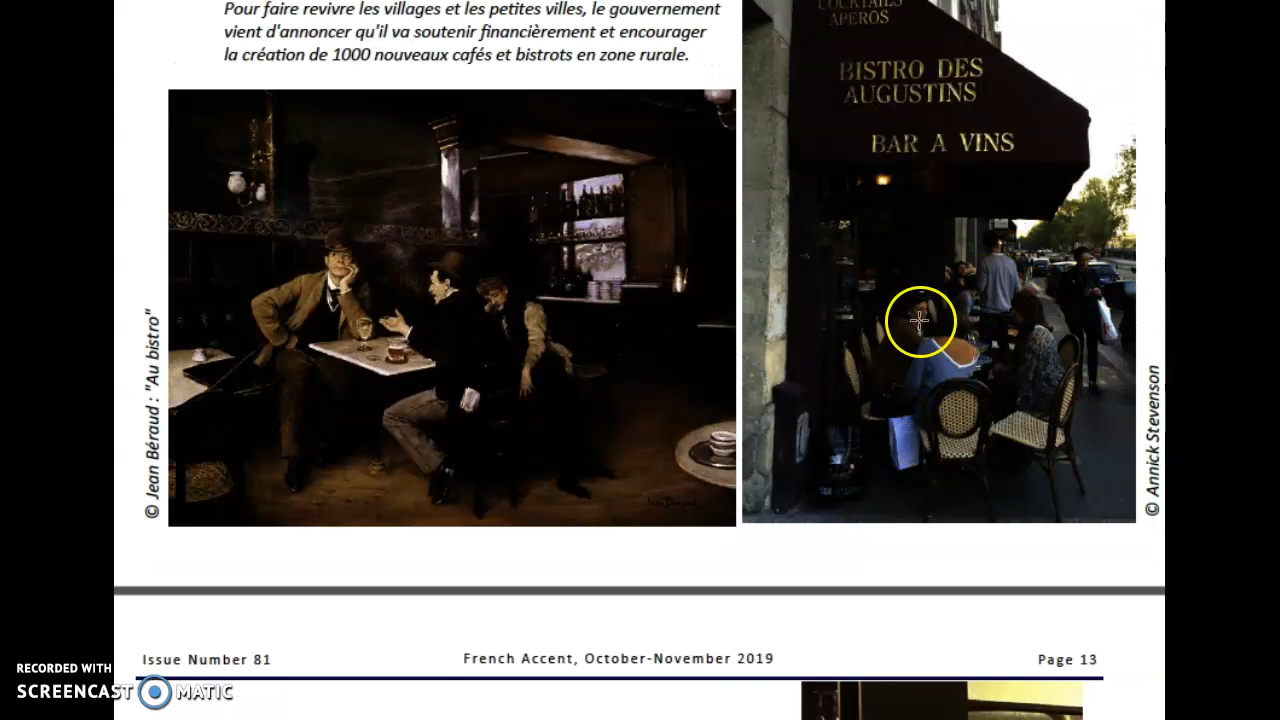 Pour faire revivre les villages et les petites villes, le gouvernement
vient d'annoncer qu'il va soutenir financièrement et encourager
la création de 1000 nouveaux cafés et bistrots en zone rurale.
COCKTAILS
APEROS
BISTRO DES
AUGUSTINS
BAR A VINS
© Jean Béraud : "Au bistro"
© Annick Stevenson
Issue Number 81
French Accent, October-November 2019
Page 13
RECORDED WITH
SCREENCAST MATIC